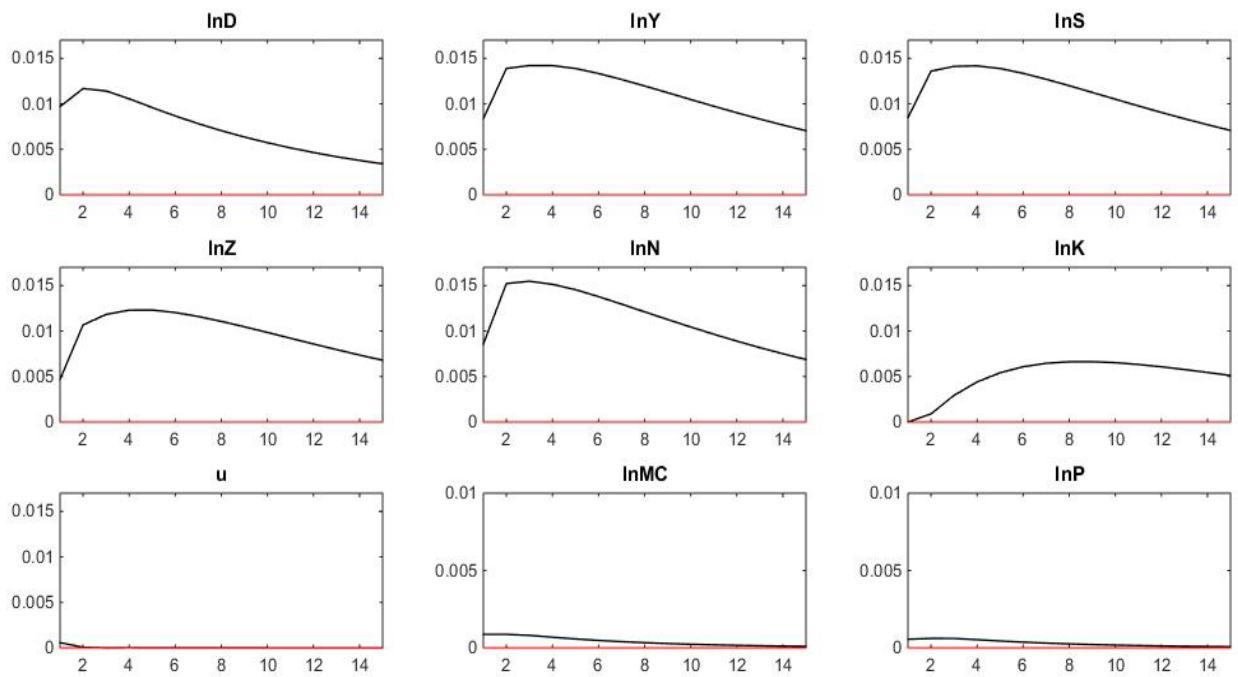 lnD lnY lnS
0.015 0.015 0.015
0.01 0.01 0.01
0.005 0.005 0.005
0 0 0
2 4 6 8 10 12 14 2 4 6 8 10 12 14 2 4 6 8 10 12 14
lnZ lnN lnK
0.015 0.015 0.015
0.01 0.01 0.01
0.005 0.005 0.005
0 0 0
2 4 6 8 10 12 14 2 4 6 8 10 12 14 2 4 6 8 10 12 14
u lnMC lnP
0.015 0.01 0.01
0.01
0.005 0.005 0.005
0 0 0
2 4 6 8 10 12 14 2 4 6 8 10 12 14 2 4 6 8 10 12 14